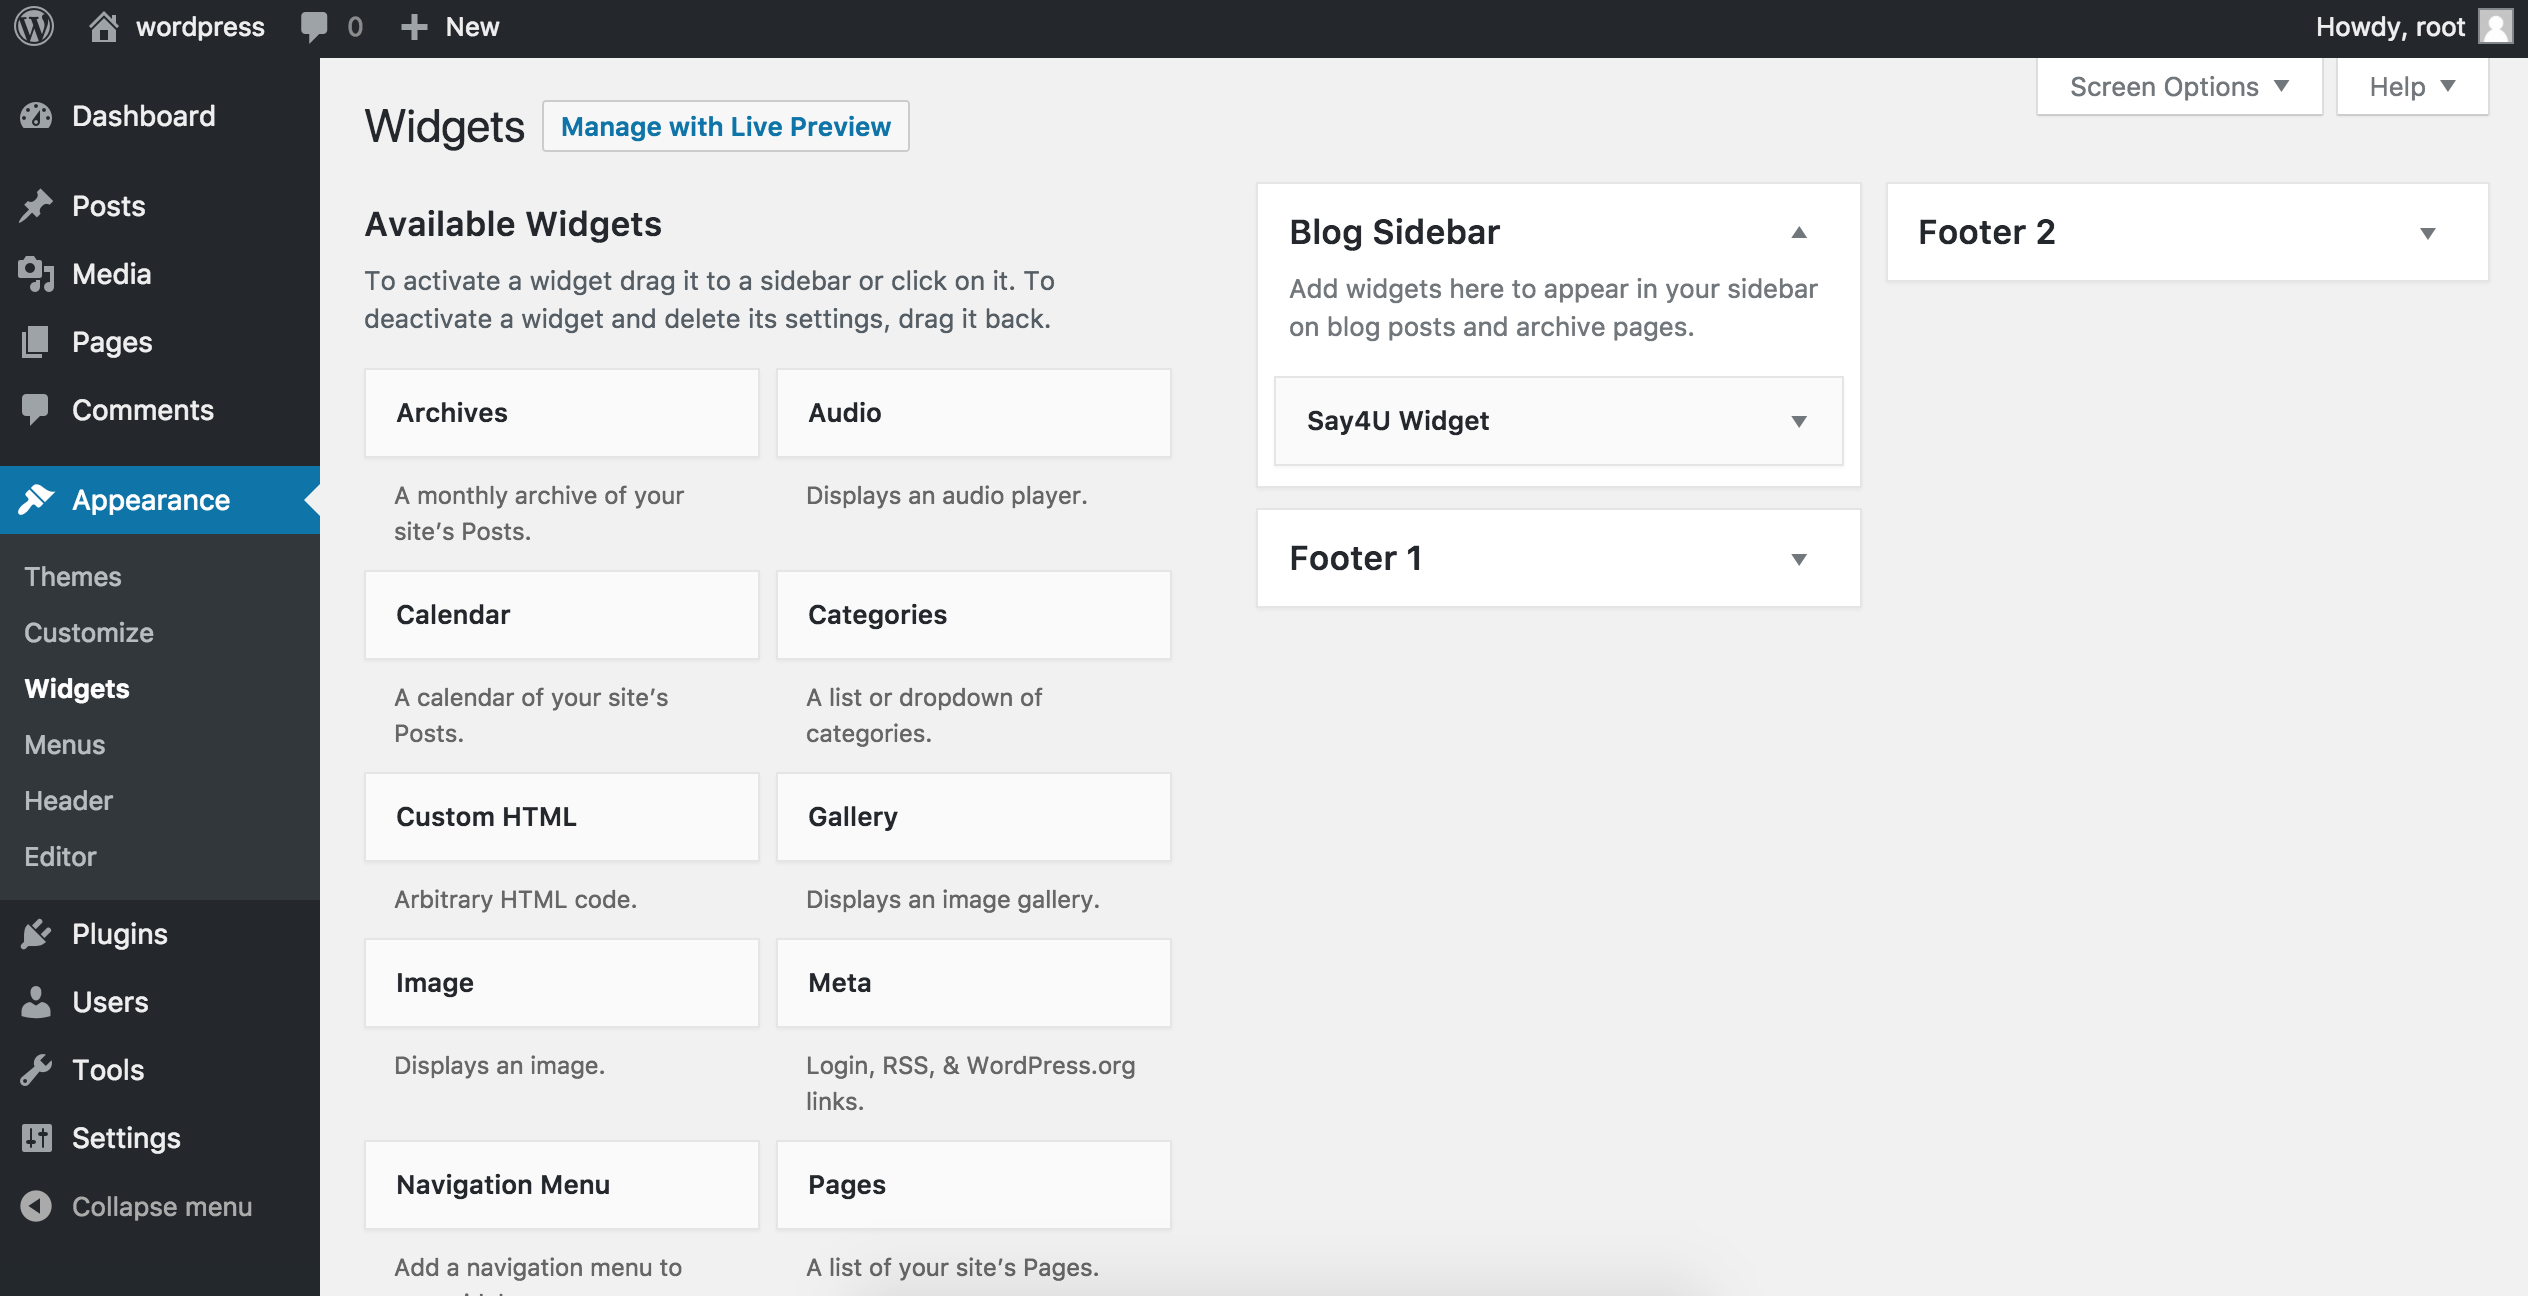 wordpress
0
New
Howdy, root
Dashboard
Posts
Media
Pages
Comments
Appearance
Themes
Customize
Widgets
Menus
Header
Editor
Plugins
Users
Tools
Settings
Collapse menu
Screen Options
Help
Widgets
Manage with Live Preview
Available Widgets
To activate a widget drag it to a sidebar or click on it. To
deactivate a widget and delete its settings, drag it back.
Archives
A monthly archive of your
site’s Posts.
Audio
Displays an audio player.
Calendar
A calendar of your site’s
Posts.
Categories
A list or dropdown of
categories.
Custom HTML
Arbitrary HTML code.
Gallery
Displays an image gallery.
Image
Displays an image.
Meta
Login, RSS, & WordPress.org
links.
Navigation Menu
Add a navigation menu to
Pages
A list of your site’s Pages.
Blog Sidebar
Add widgets here to appear in your sidebar
on blog posts and archive pages.
Say4U Widget
Footer 1
Footer 2